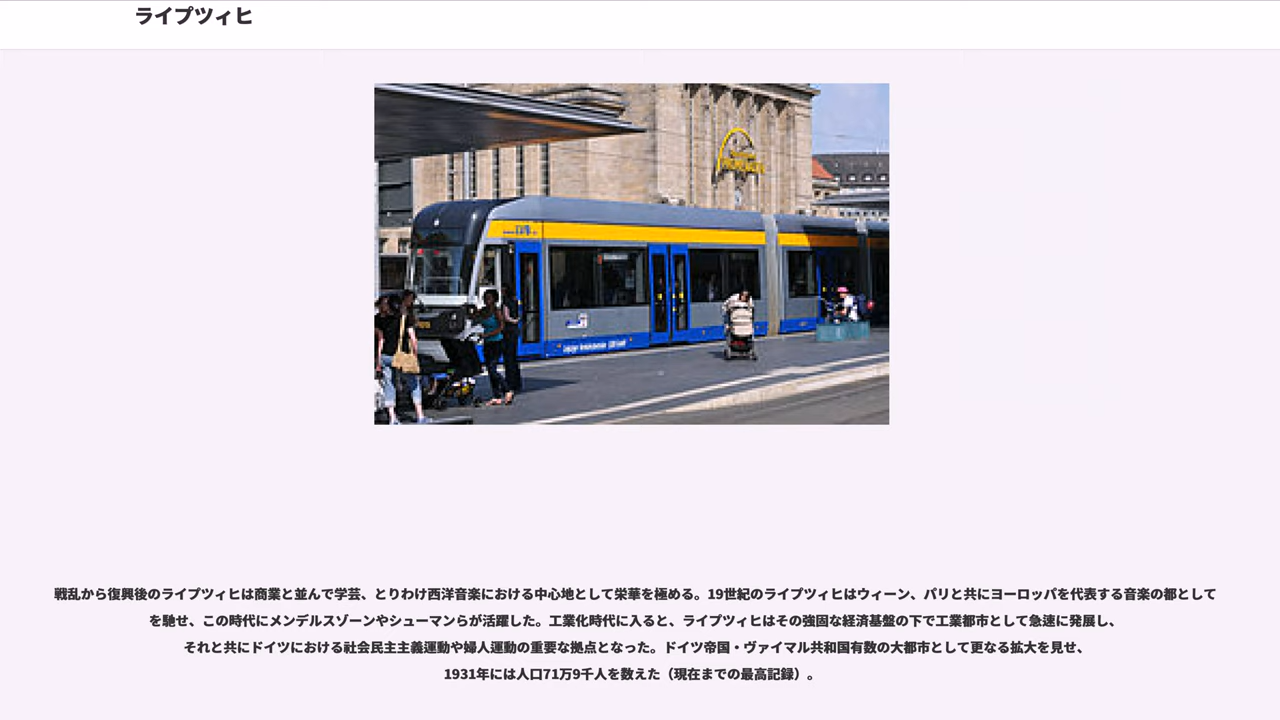 ライプツィヒ
戦乱から復興後のライプツィヒは商業と並んで学芸、とりわけ西洋音楽における中心地として栄華を極める。19世紀のライプツィヒはウィーン、パリと共にヨーロッパを代表する音楽の都として
を馳せ、この時代にメンデルスゾーンやシューマンらが活躍した。工業化時代に入ると、ライプツィヒはその強固な経済基盤の下で工業都市として急速に発展し、
それと共にドイツにおける社会民主主義運動や婦人運動の重要な拠点となった。ドイツ帝国・ヴァイマル共和国有数の大都市として更なる拡大を見せ、
1931年には人口71万9千人を数えた（現在までの最高記録）。